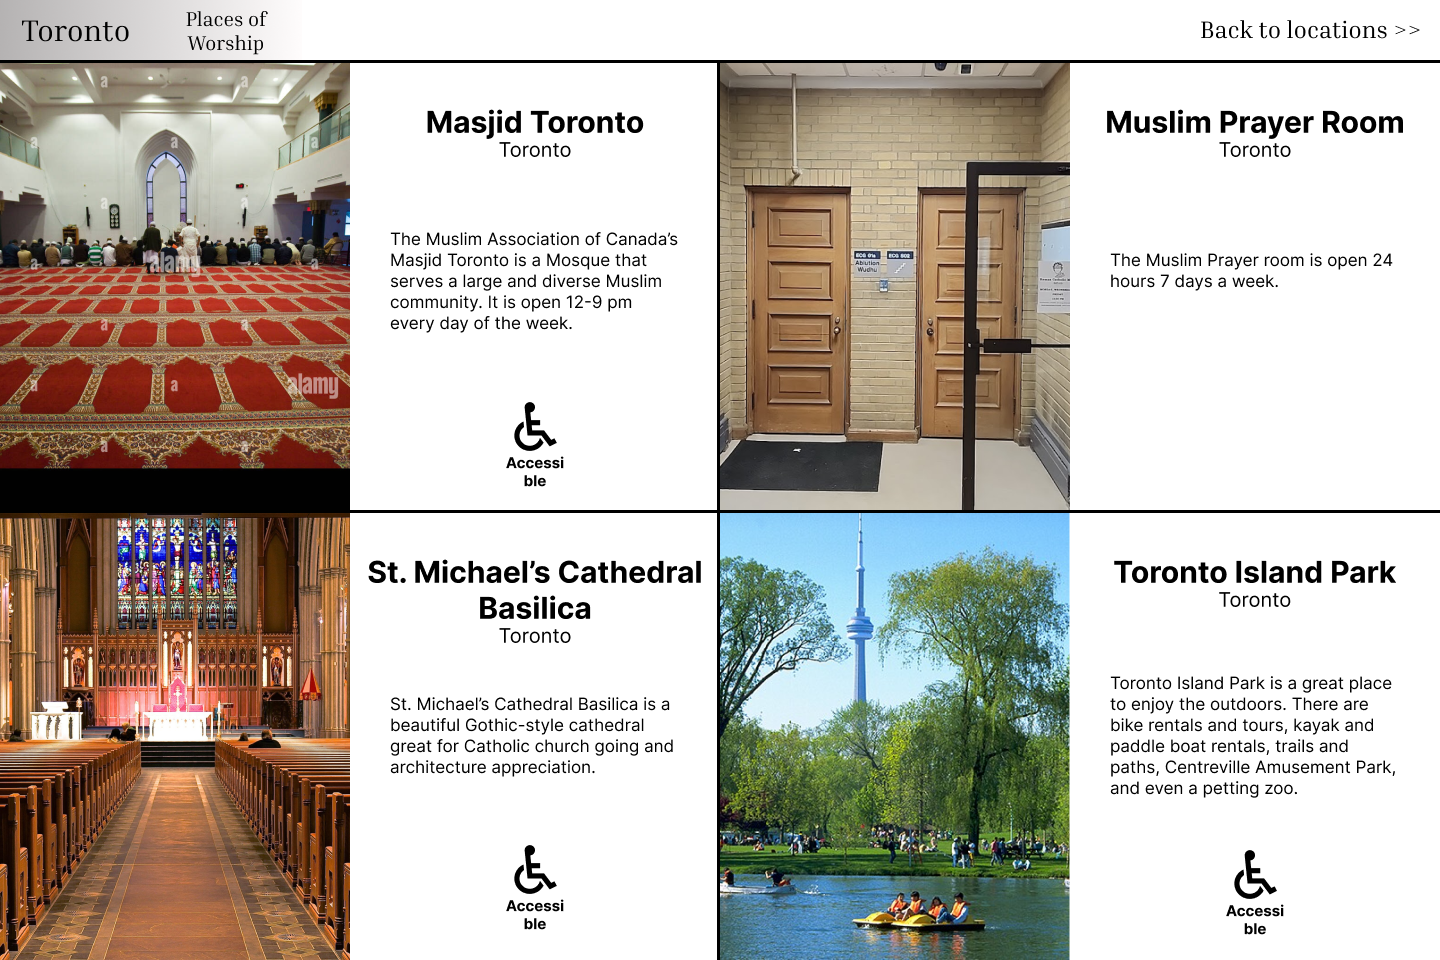 Toronto
Places of
Worship
Back to locations >>
Masjid Toronto
Toronto
The Muslim Association of Canada's
Masjid Toronto is a Mosque that
serves a large and diverse Muslim
community. It is open 12-9 pm
every day of the week.
Accessi
ble
alamy
alamy
a
a
a
a
a
a
a
a
a
a
a
a
Muslim Prayer Room
Toronto
The Muslim Prayer room is open 24
hours 7 days a week.
ECG 01a
Ablution
Wudhu
ECG S02
St. Michael's Cathedral
Basilica
Toronto
St. Michael's Cathedral Basilica is a
beautiful Gothic-style cathedral
great for Catholic church going and
architecture appreciation.
Accessi
ble
Toronto Island Park
Toronto
Toronto Island Park is a great place
to enjoy the outdoors. There are
bike rentals and tours, kayak and
paddle boat rentals, trails and
paths, Centreville Amusement Park,
and even a petting zoo.
Accessi
ble